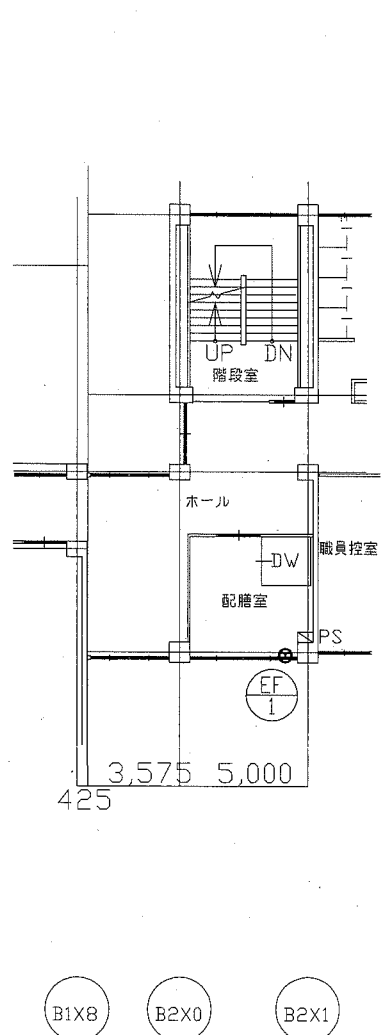 UP DN
階段室
ホール
職員控室
DW
配膳室
PS
EF
1
3,575 5,000
425
B1X8 B2X0 B2X1